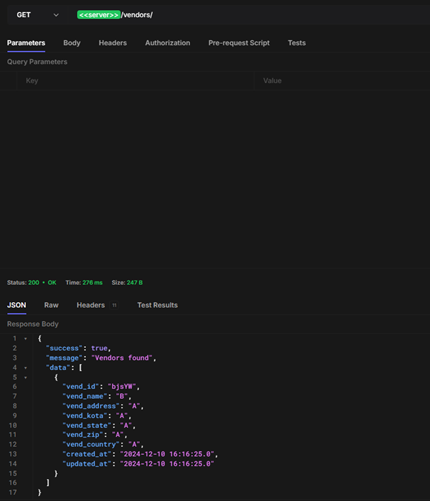 GET <<server>>/vendors/
Parameters Body Headers Authorization Pre-request Script Tests
Query Parameters
Key Value
Status: 200 • OK Time: 276 ms Size: 247 B
JSON Raw Headers 11 Test Results
Response Body
1 {
2 "success": true,
3 "message": "Vendors found",
4 "data": [
5 {
6 "vend_id": "bjsYW",
7 "vend_name": "B",
8 "vend_address": "A",
9 "vend_kota": "A",
10 "vend_state": "A",
11 "vend_zip": "A",
12 "vend_country": "A",
13 "created_at": "2024-12-10 16:16:25.0",
14 "updated_at": "2024-12-10 16:16:25.0"
15 }
16 ]
17 }